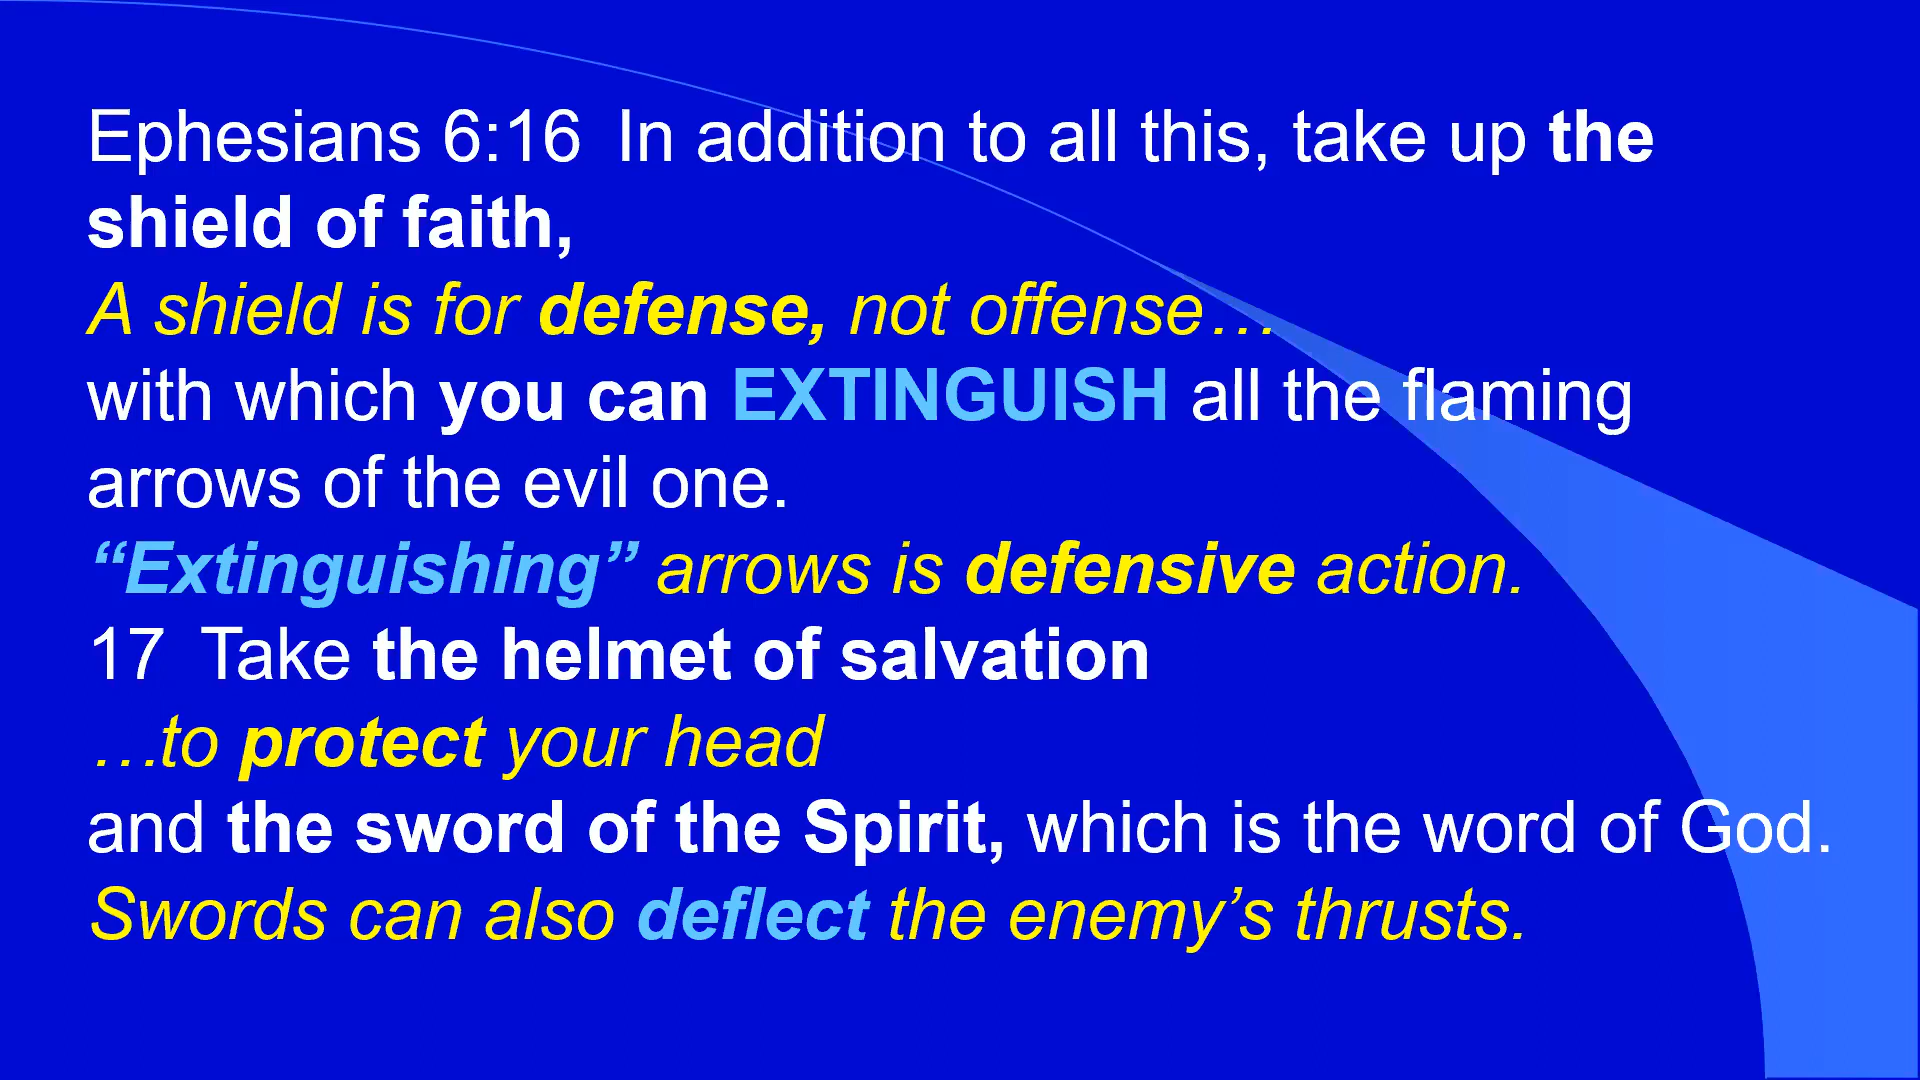 Ephesians 6:16  In addition to all this, take up the
shield of faith,
A shield is for defense, not offense…
with which you can EXTINGUISH all the flaming
arrows of the evil one.
“Extinguishing” arrows is defensive action.
17  Take the helmet of salvation
…to protect your head
and the sword of the Spirit, which is the word of God.
Swords can also deflect the enemy’s thrusts.